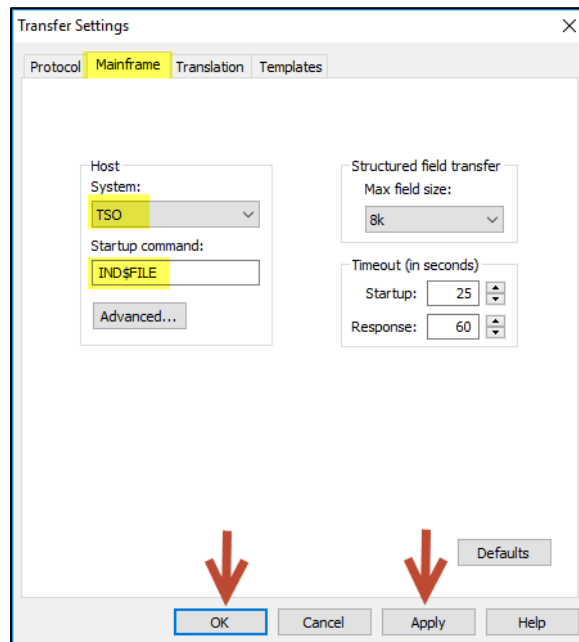 Transfer Settings
Protocol Mainframe Translation Templates
Host
System:
TSO
Startup command:
IND$FILE
Advanced...
Structured field transfer
Max field size:
8k
Timeout (in seconds)
Startup: 25
Response: 60
Defaults
OK Cancel Apply Help